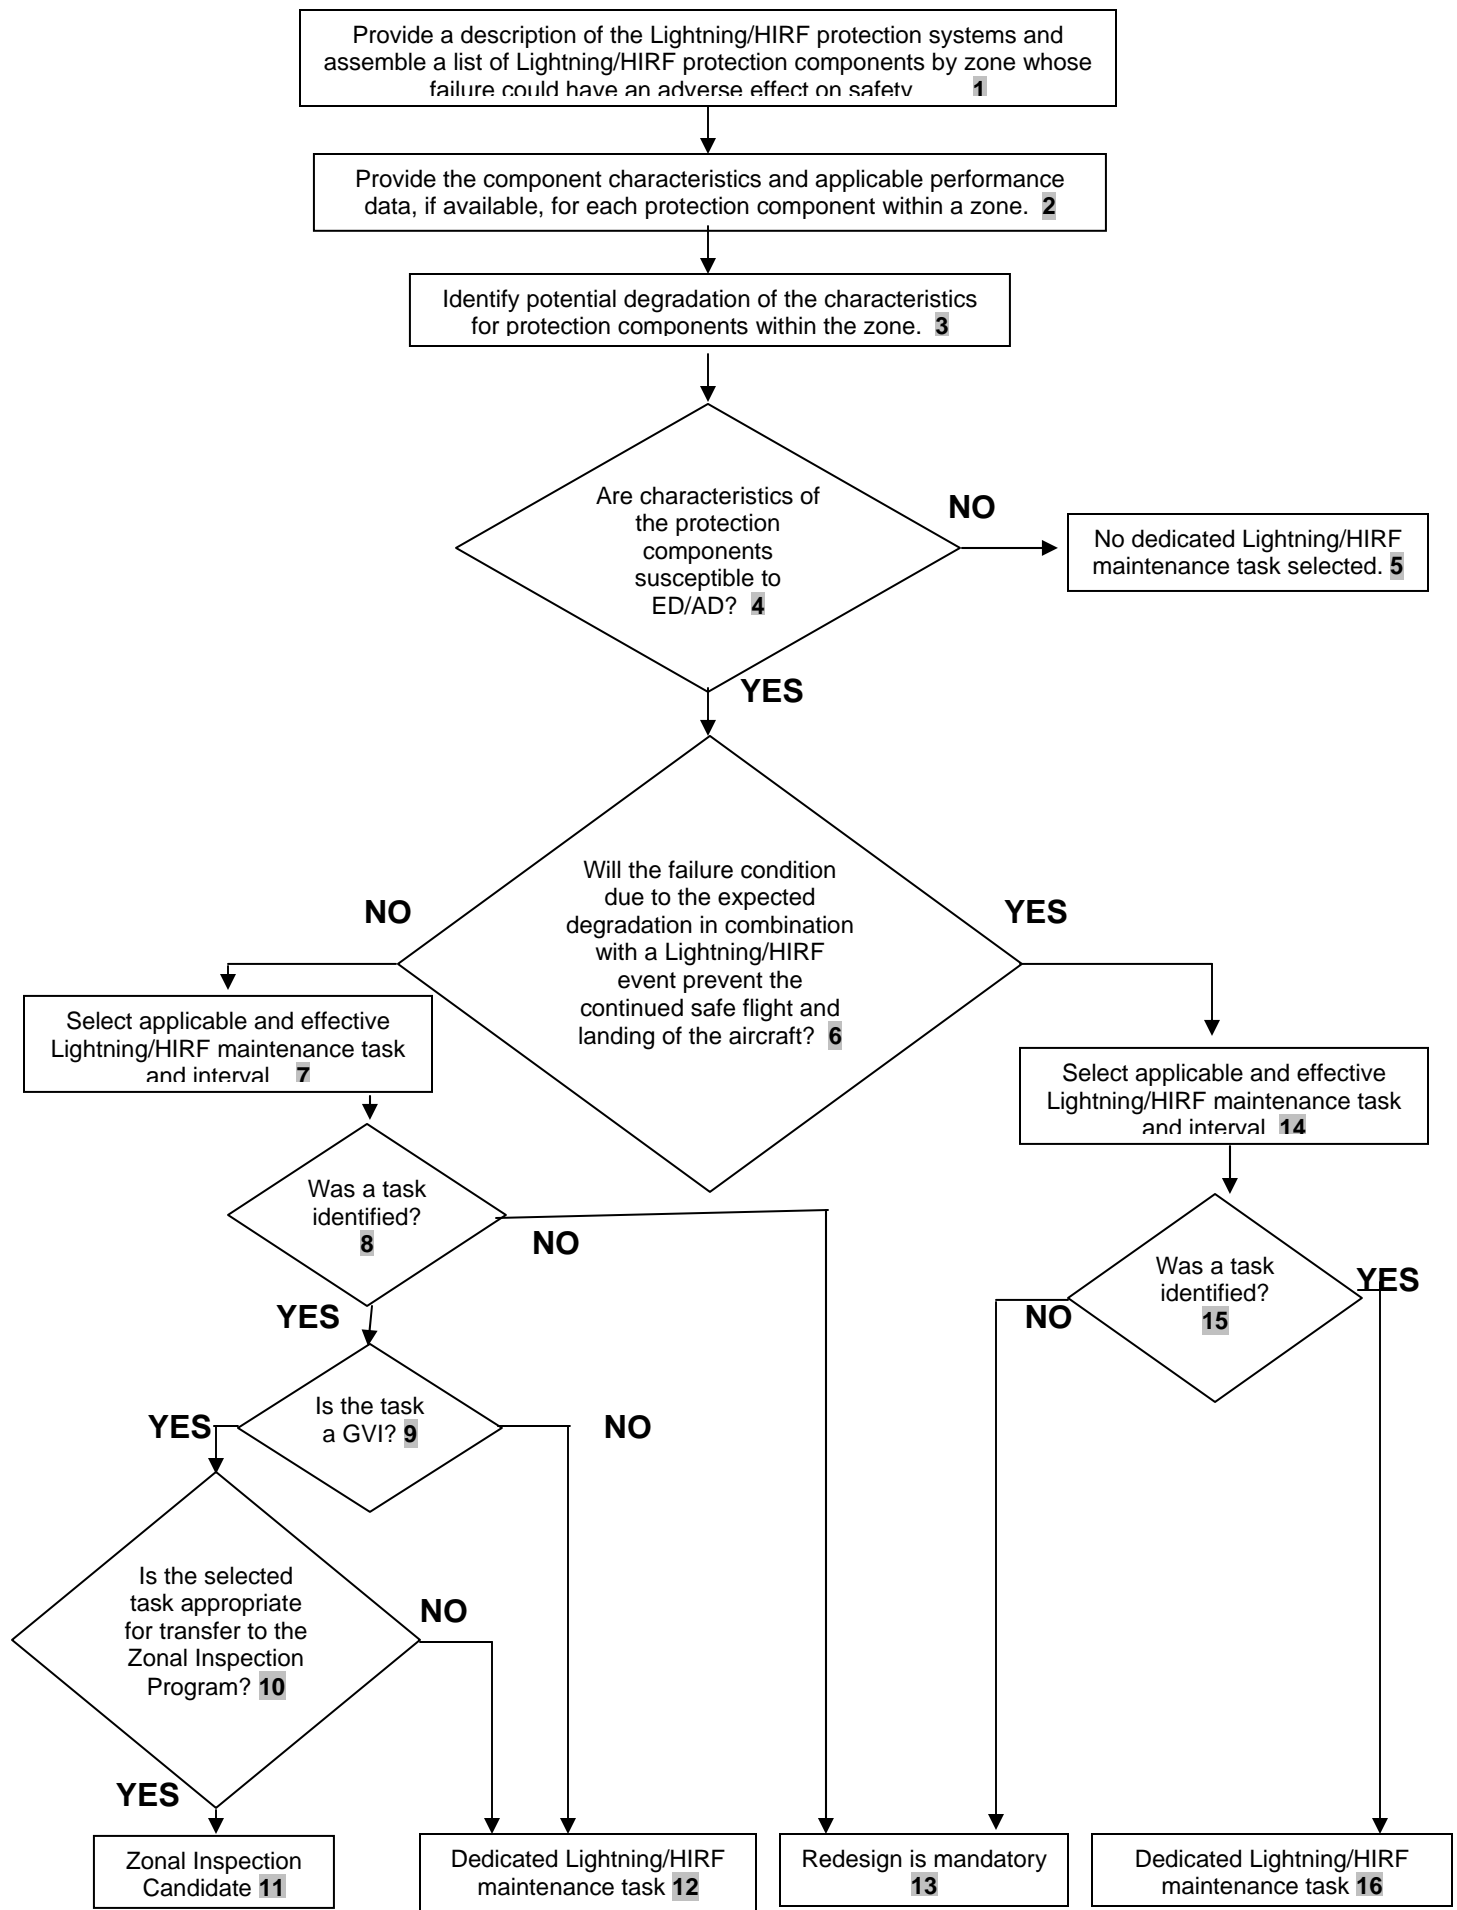 Provide a description of the Lightning/HIRF protection systems and
assemble a list of Lightning/HIRF protection components by zone whose
failure could have an adverse effect on safety 1
Provide the component characteristics and applicable performance
data, if available, for each protection component within a zone. 2
Identify potential degradation of the characteristics
for protection components within the zone. 3
Are characteristics of
the protection
components
susceptible to
ED/AD? 4
NO
No dedicated Lightning/HIRF
maintenance task selected. 5
YES
Will the failure condition
due to the expected
degradation in combination
with a Lightning/HIRF
event prevent the
continued safe flight and
landing of the aircraft? 6
NO
YES
Select applicable and effective
Lightning/HIRF maintenance task
and interval 7
Select applicable and effective
Lightning/HIRF maintenance task
and interval 14
Was a task
identified?
8
NO
YES
Was a task
identified?
15
NO
YES
Is the task
a GVI? 9
YES
NO
Is the selected
task appropriate
for transfer to the
Zonal Inspection
Program? 10
NO
YES
Zonal Inspection
Candidate 11
Dedicated Lightning/HIRF
maintenance task 12
Redesign is mandatory
13
Dedicated Lightning/HIRF
maintenance task 16